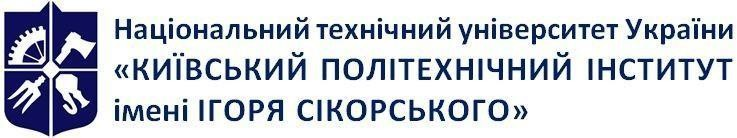 Національний технічний університет України
«КИЇВСЬКИЙ ПОЛІТЕХНІЧНИЙ ІНСТИТУТ
імені ІГОРЯ СІКОРСЬКОГО»